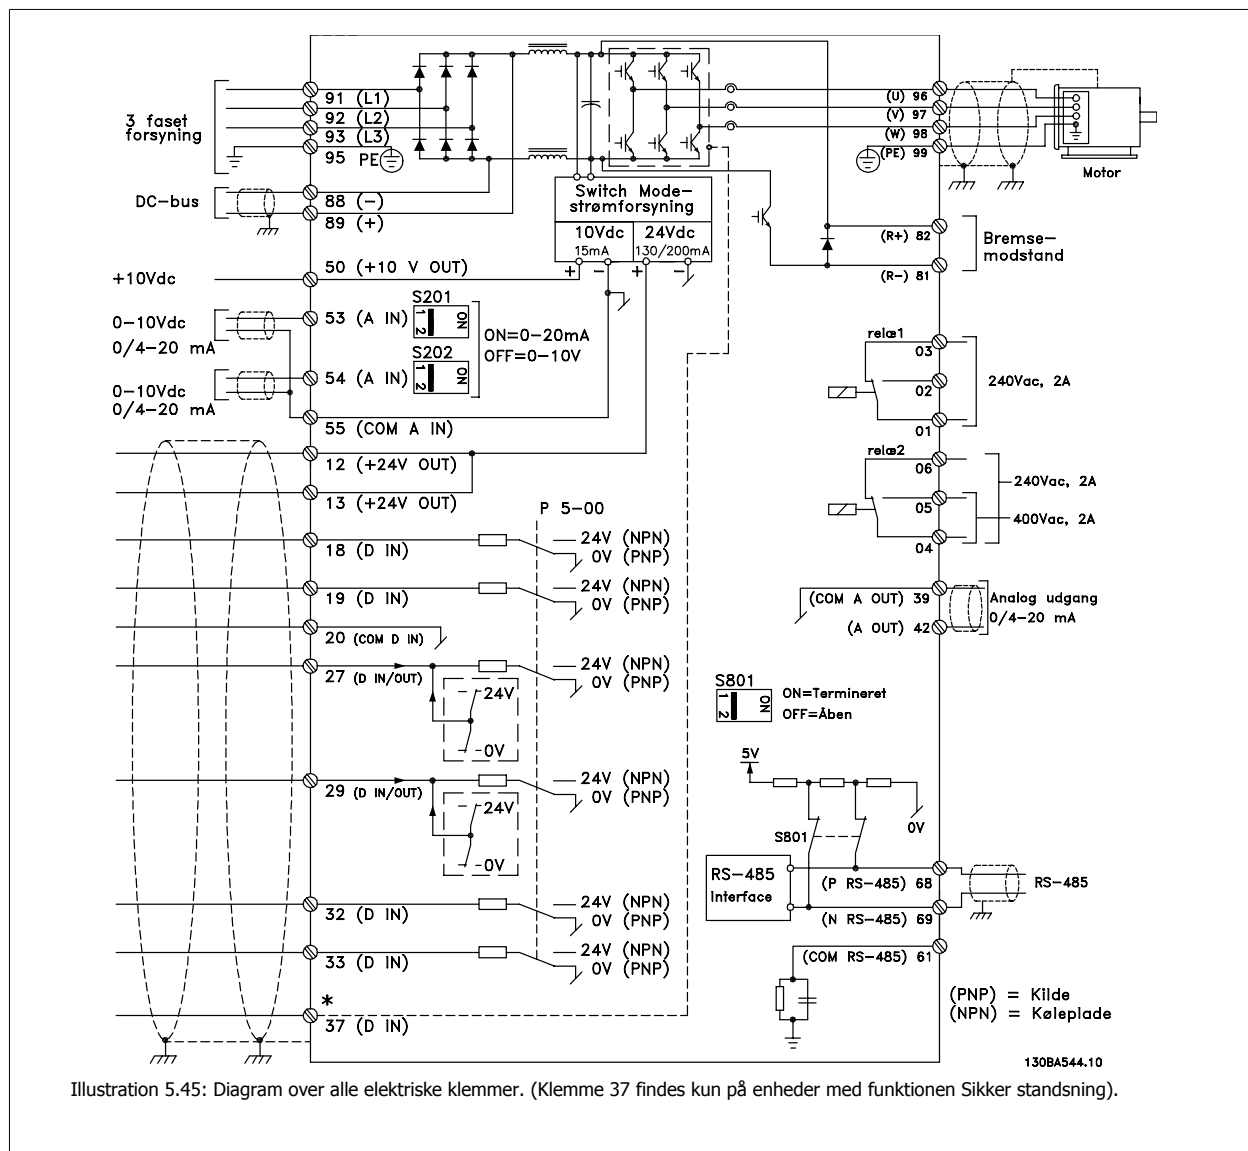 3 faset
forsyning
91 (L1)
92 (L2)
93 (L3)
95 PE
DC-bus
88 (-)
89 (+)
Switch Mode-
strømforsyning
10Vdc
15mA
24Vdc
130/200mA
+ - + -
+10Vdc
50 (+10 V OUT)
0-10Vdc
0/4-20 mA
53 (A IN)
S201
1 2 ON
ON=0-20mA
OFF=0-10V
S202
1 2 ON
0-10Vdc
0/4-20 mA
54 (A IN)
55 (COM A IN)
12 (+24V OUT)
13 (+24V OUT)
P 5-00
18 (D IN)
24V (NPN)
0V (PNP)
19 (D IN)
24V (NPN)
0V (PNP)
20 (COM D IN)
27 (D IN/OUT)
24V (NPN)
0V (PNP)
24V
0V
29 (D IN/OUT)
24V (NPN)
0V (PNP)
24V
0V
32 (D IN)
24V (NPN)
0V (PNP)
33 (D IN)
24V (NPN)
0V (PNP)
*
37 (D IN)
(U) 96
(V) 97
(W) 98
(PE) 99
Motor
(R+) 82
Bremse-
modstand
(R-) 81
relæ1
03
02
01
240Vac, 2A
relæ2
06
05
04
240Vac, 2A
400Vac, 2A
(COM A OUT) 39
(A OUT) 42
Analog udgang
0/4-20 mA
S801
1 2 ON
ON=Termineret
OFF=Åben
5V
0V
S801
RS-485
Interface
(P RS-485) 68
(N RS-485) 69
RS-485
(COM RS-485) 61
(PNP) = Kilde
(NPN) = Køleplade
130BA544.10
Illustration 5.45: Diagram over alle elektriske klemmer. (Klemme 37 findes kun på enheder med funktionen Sikker standsning).